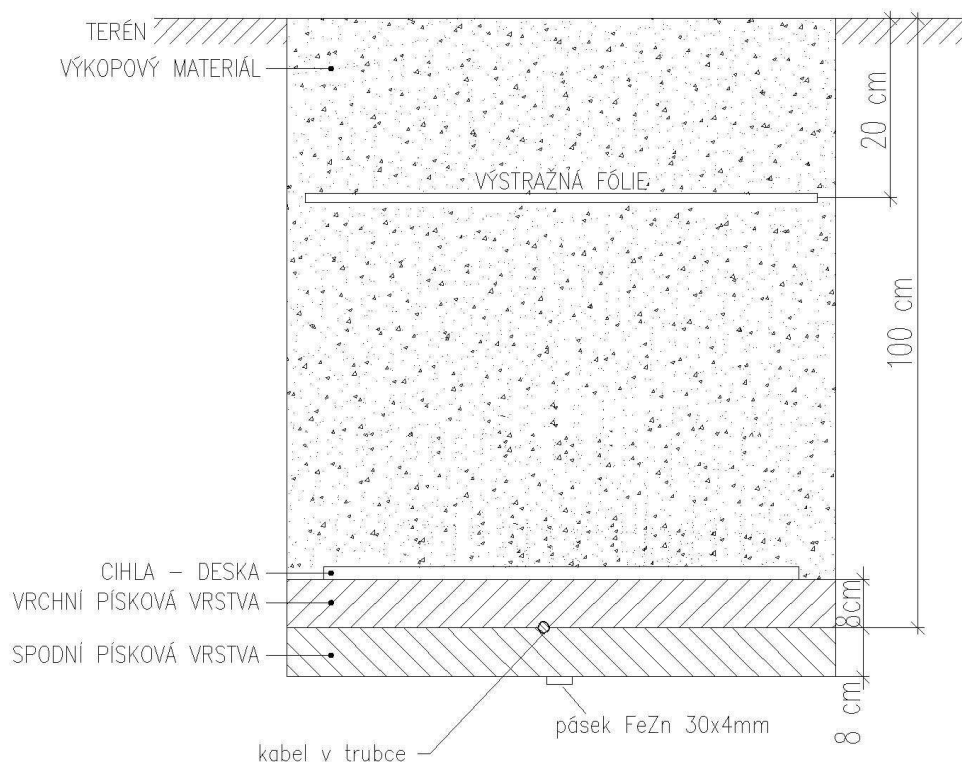 TERÉN
VÝKOPOVÝ MATERIÁL
20 cm
VÝSTRAŽNÁ FÓLIE
100 cm
CIHLA – DESKA
VRCHNÍ PÍSKOVÁ VRSTVA
8cm
SPODNÍ PÍSKOVÁ VRSTVA
8 cm
pásek FeZn 30x4mm
kabel v trubce